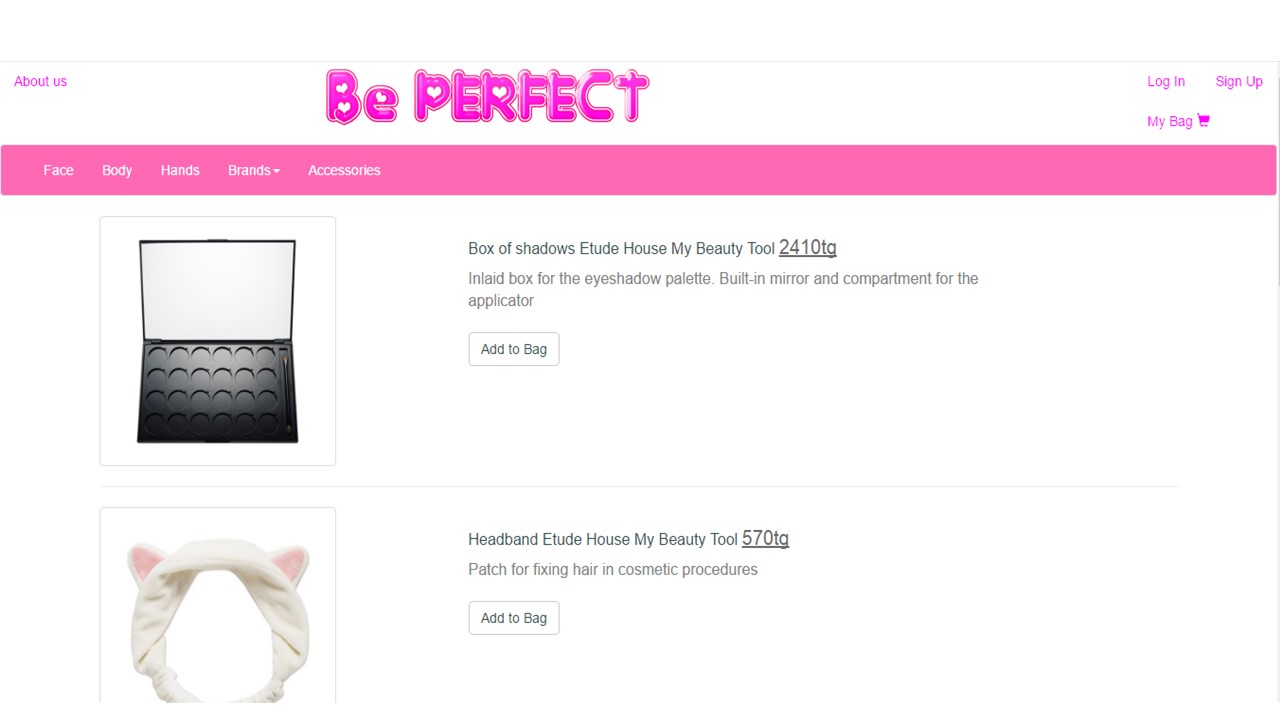 About us
Be PERFECT
Log In
Sign Up
My Bag
Face
Body
Hands
Brands
Accessories
Box of shadows Etude House My Beauty Tool 2410tg
Inlaid box for the eyeshadow palette. Built-in mirror and compartment for the
applicator
Add to Bag
Headband Etude House My Beauty Tool 570tg
Patch for fixing hair in cosmetic procedures
Add to Bag